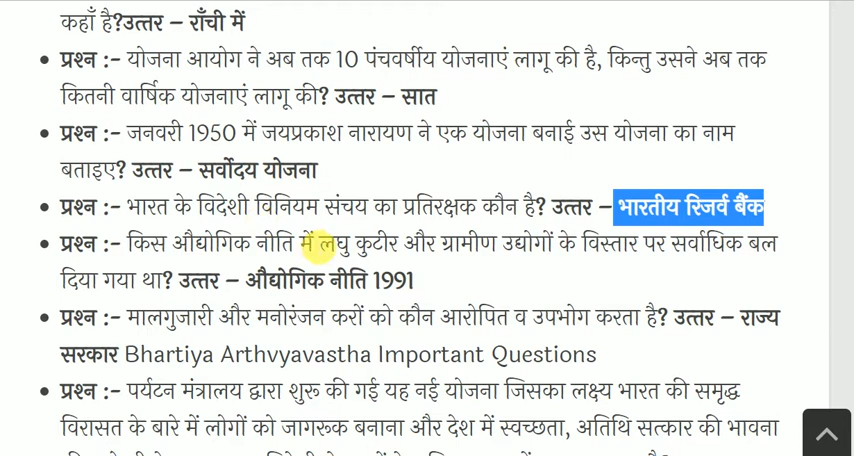 कहाँ है?उत्तर – राँची में
प्रश्न :- योजना आयोग ने अब तक 10 पंचवर्षीय योजनाएं लागू की है, किन्तु उसने अब तक
कितनी वार्षिक योजनाएं लागू की? उत्तर – सात
प्रश्न :- जनवरी 1950 में जयप्रकाश नारायण ने एक योजना बनाई उस योजना का नाम
बताइए? उत्तर – सर्वोदय योजना
प्रश्न :- भारत के विदेशी विनियम संचय का प्रतिरक्षक कौन है? उत्तर – भारतीय रिजर्व बैंक
प्रश्न :- किस औद्योगिक नीति में लघु कुटीर और ग्रामीण उद्योगों के विस्तार पर सर्वाधिक बल
दिया गया था? उत्तर – औद्योगिक नीति 1991
प्रश्न :- मालगुजारी और मनोरंजन करों को कौन आरोपित व उपभोग करता है? उत्तर – राज्य
सरकार Bhartiya Arthvyavastha Important Questions
प्रश्न :- पर्यटन मंत्रालय द्वारा शुरू की गई यह नई योजना जिसका लक्ष्य भारत की समृद्ध
विरासत के बारे में लोगों को जागरूक बनाना और देश में स्वच्छता, अतिथि सत्कार की भावना